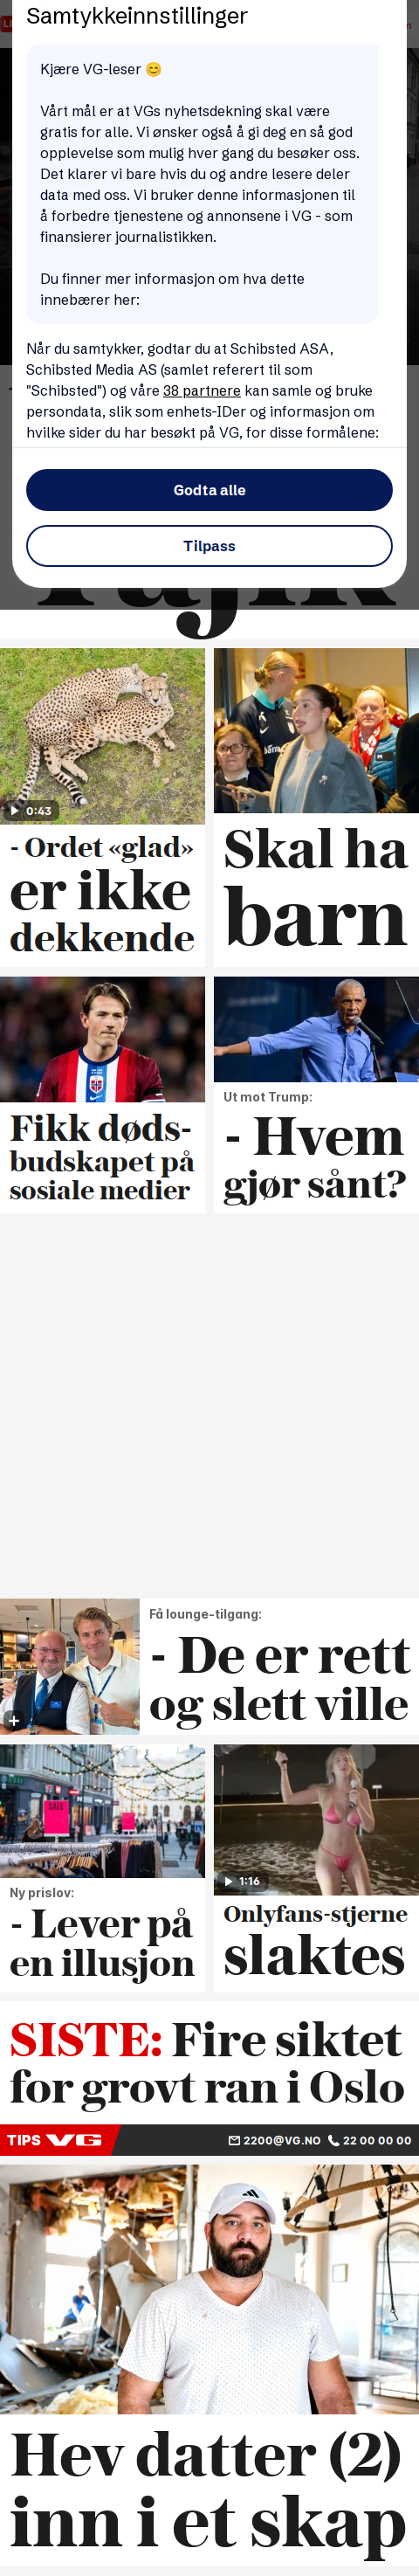 Samtykkeinnstillinger
Kjære VG-leser 😊
Vårt mål er at VGs nyhetsdekning skal være
gratis for alle. Vi ønsker også å gi deg en så god
opplevelse som mulig hver gang du besøker oss.
Det klarer vi bare hvis du og andre lesere deler
data med oss. Vi bruker denne informasjonen til
å forbedre tjenestene og annonsene i VG - som
finansierer journalistikken.
Du finner mer informasjon om hva dette
innebærer her:
Når du samtykker, godtar du at Schibsted ASA,
Schibsted Media AS (samlet referert til som
"Schibsted") og våre 38 partnere kan samle og bruke
persondata, slik som enhets-IDer og informasjon om
hvilke sider du har besøkt på VG, for disse formålene:
Godta alle
Tilpass
0:43
- Ordet «glad»
er ikke
dekkende
Skal ha
barn
Fikk døds-
budskapet på
sosiale medier
Ut mot Trump:
- Hvem
gjør sånt?
Få lounge-tilgang:
- De er rett
og slett ville
SALE
Ny prislov:
- Lever på
en illusjon
1:16
Onlyfans-stjerne
slaktes
SISTE: Fire siktet
for grovt ran i Oslo
TIPS VG 2200@VG.NO 22 00 00 00
Hev datter (2)
inn i et skap